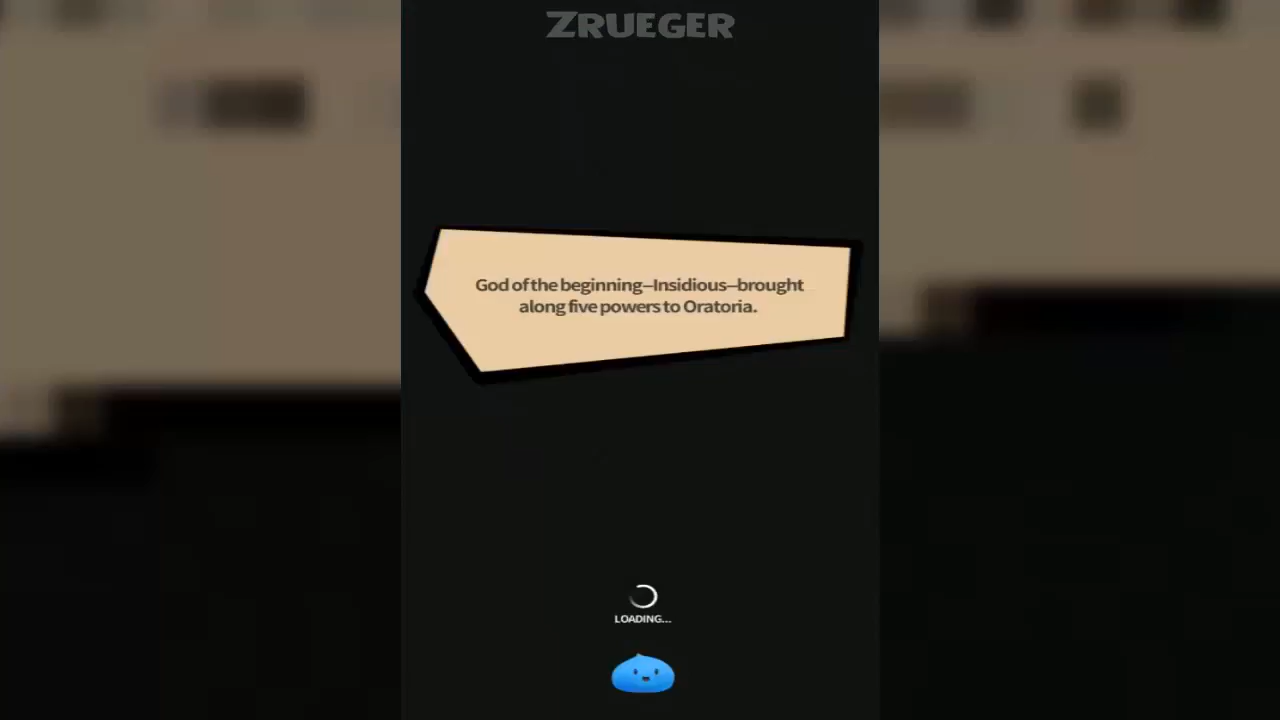 ZRUEGER
God of the beginning—Insidious—brought
along five powers to Oratoria.
LOADING...